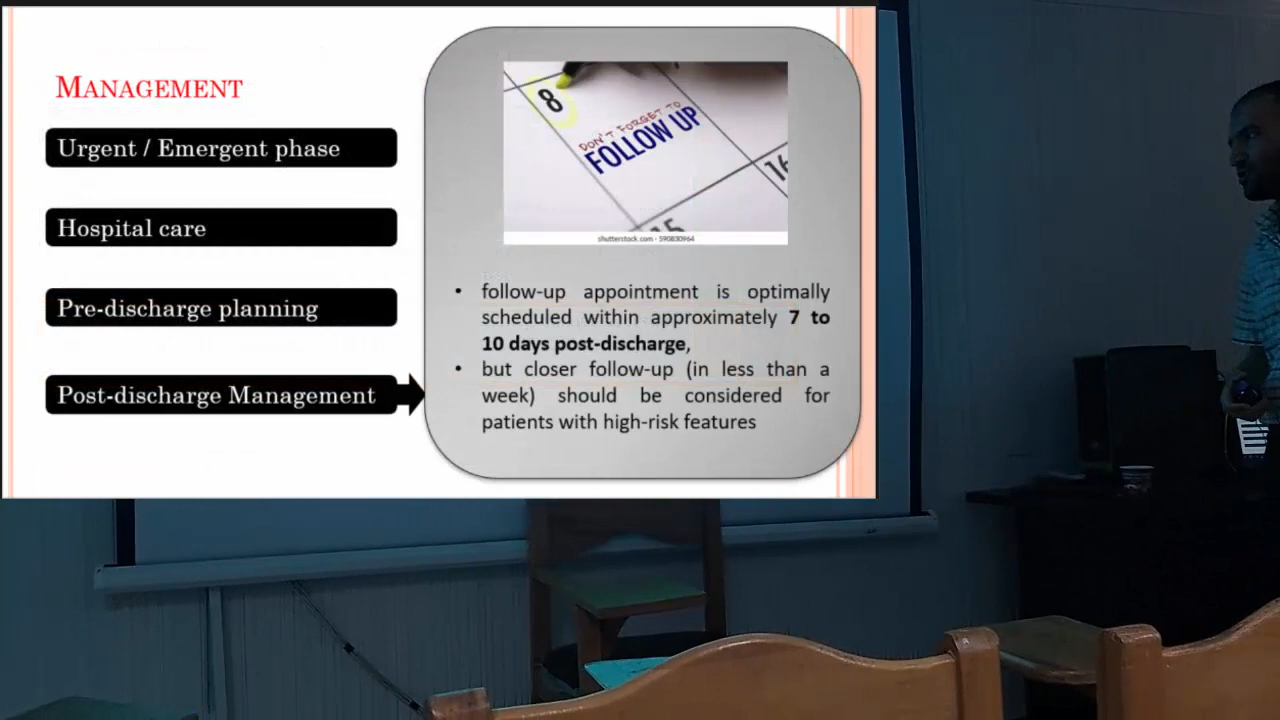 MANAGEMENT
Urgent / Emergent phase
Hospital care
Pre-discharge planning
Post-discharge Management
8
DON'T FORGET TO
FOLLOW UP
16
15
shutterstock.com · 590830964
• follow-up appointment is optimally
scheduled within approximately 7 to
10 days post-discharge,
• but closer follow-up (in less than a
week) should be considered for
patients with high-risk features